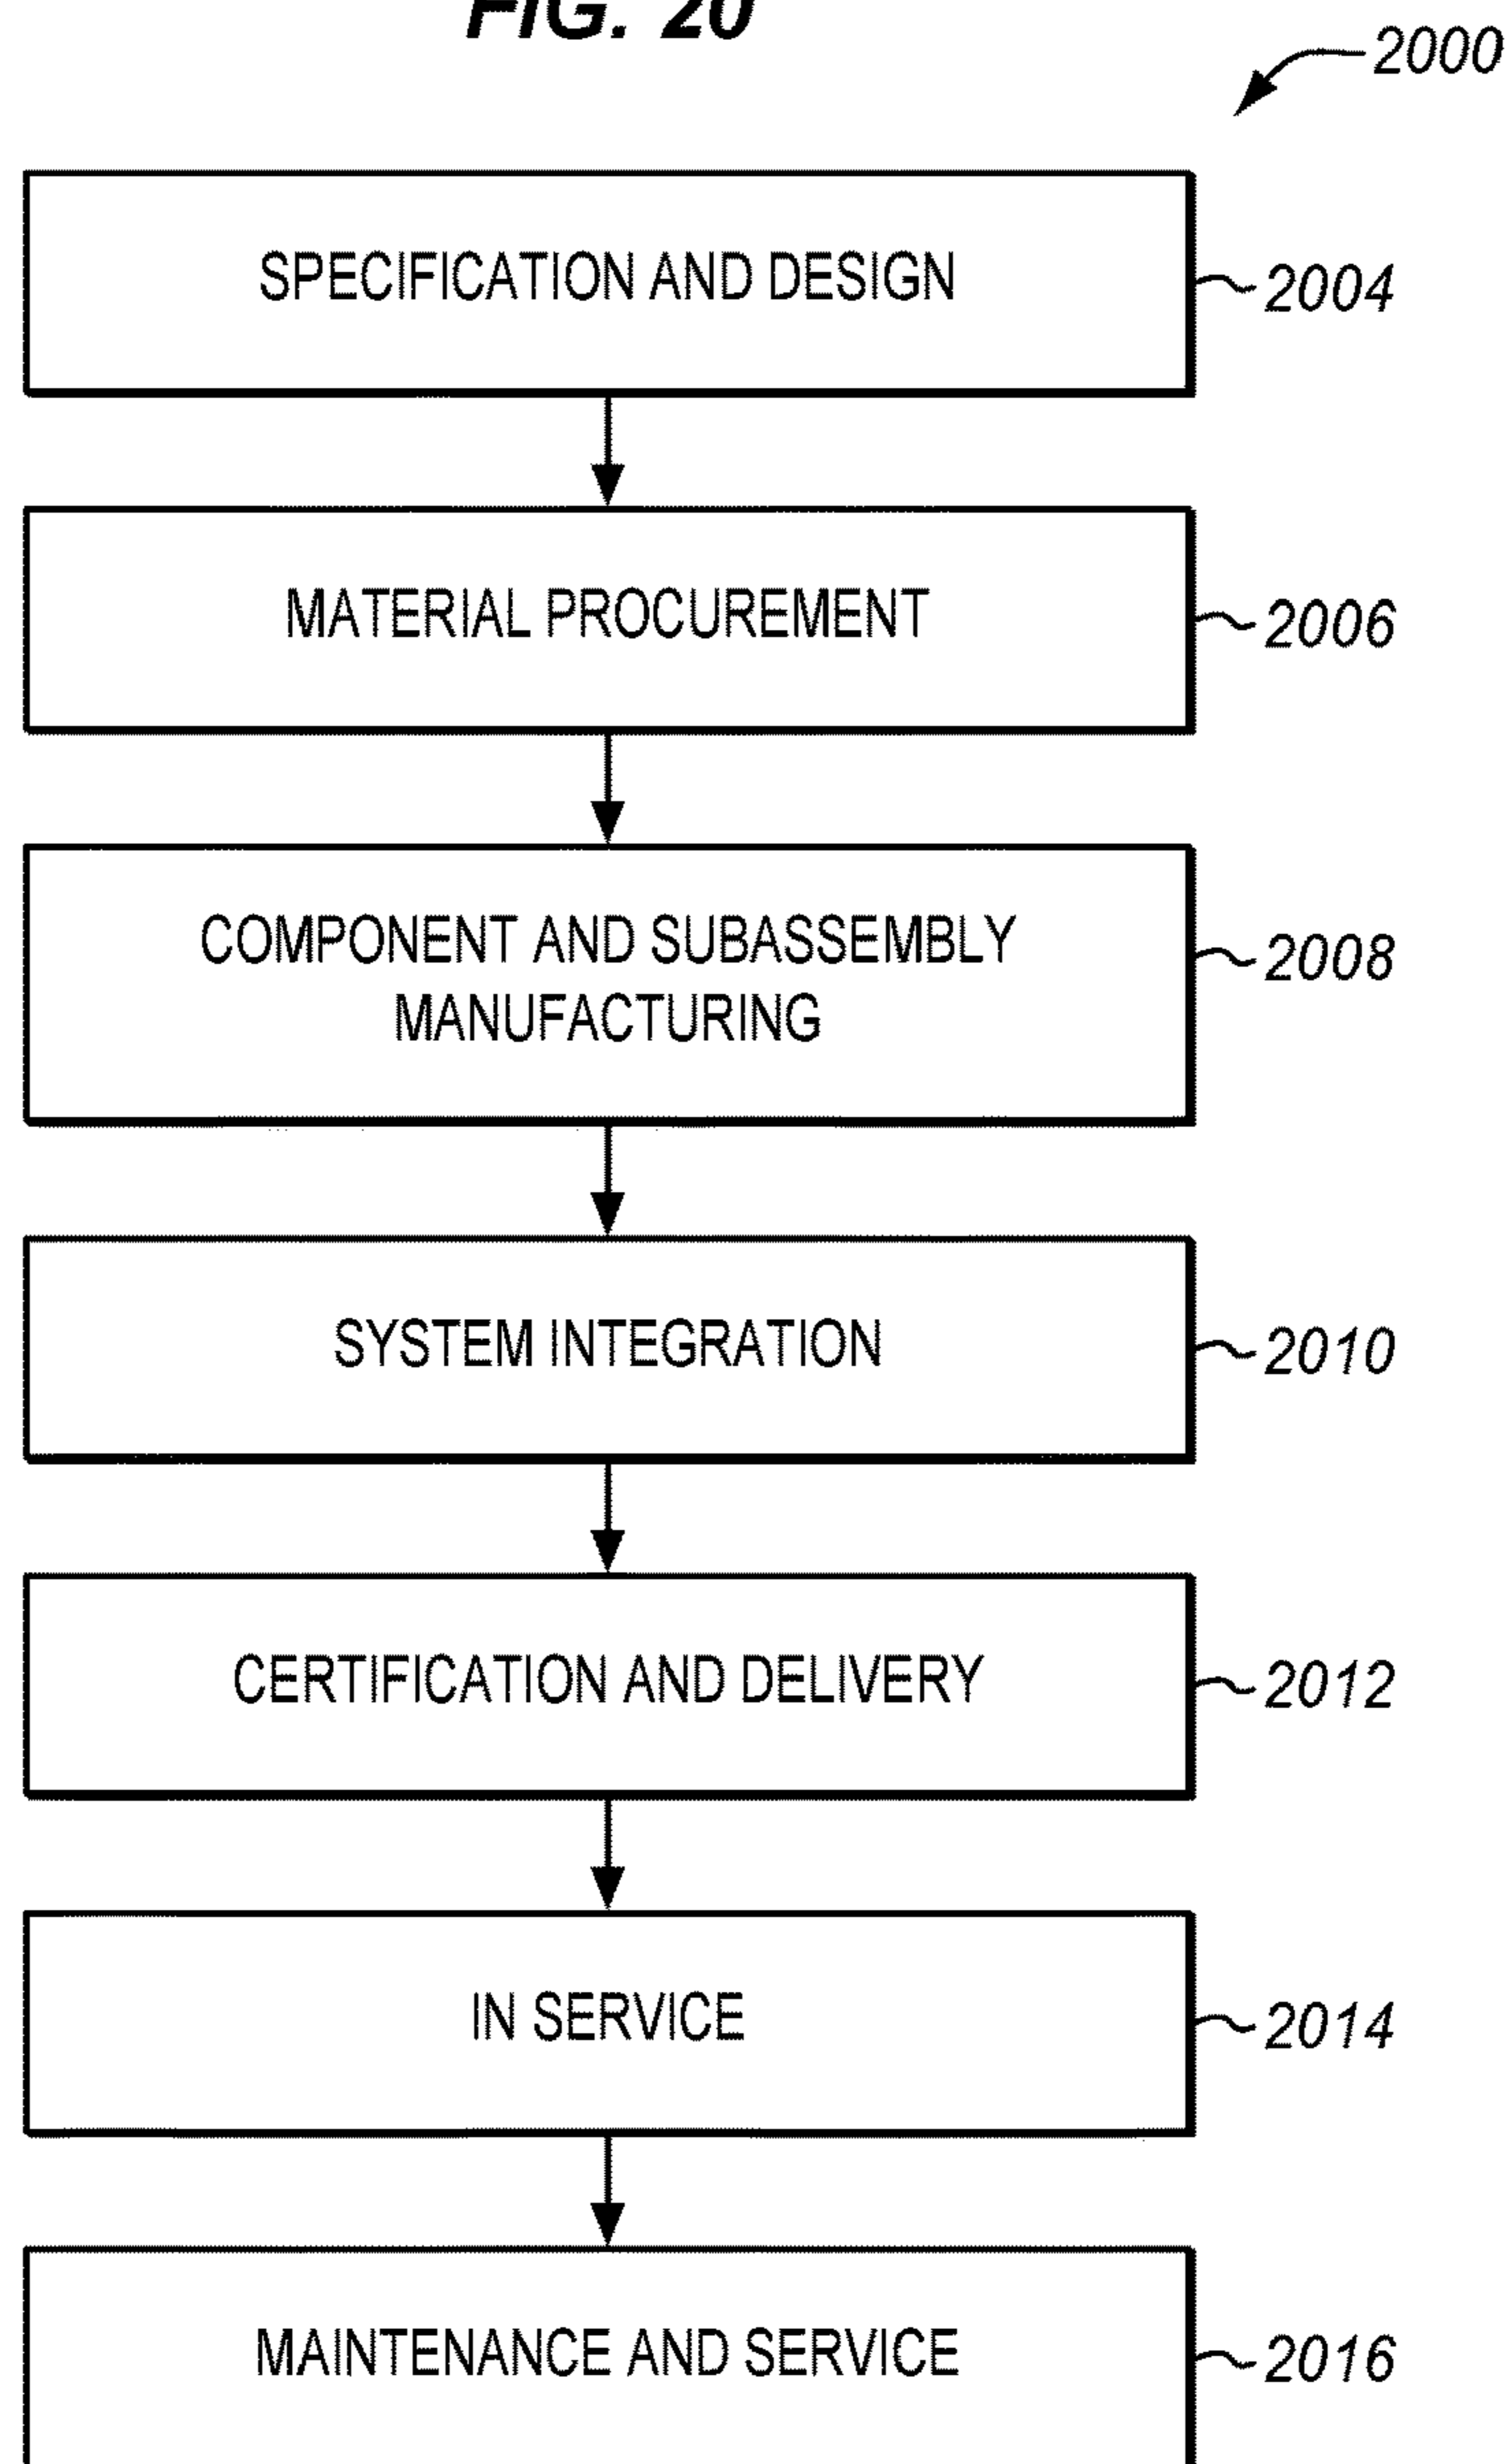 FIG. 20
2000
SPECIFICATION AND DESIGN
2004
MATERIAL PROCUREMENT
2006
COMPONENT AND SUBASSEMBLY
MANUFACTURING
2008
SYSTEM INTEGRATION
2010
CERTIFICATION AND DELIVERY
2012
IN SERVICE
2014
MAINTENANCE AND SERVICE
2016